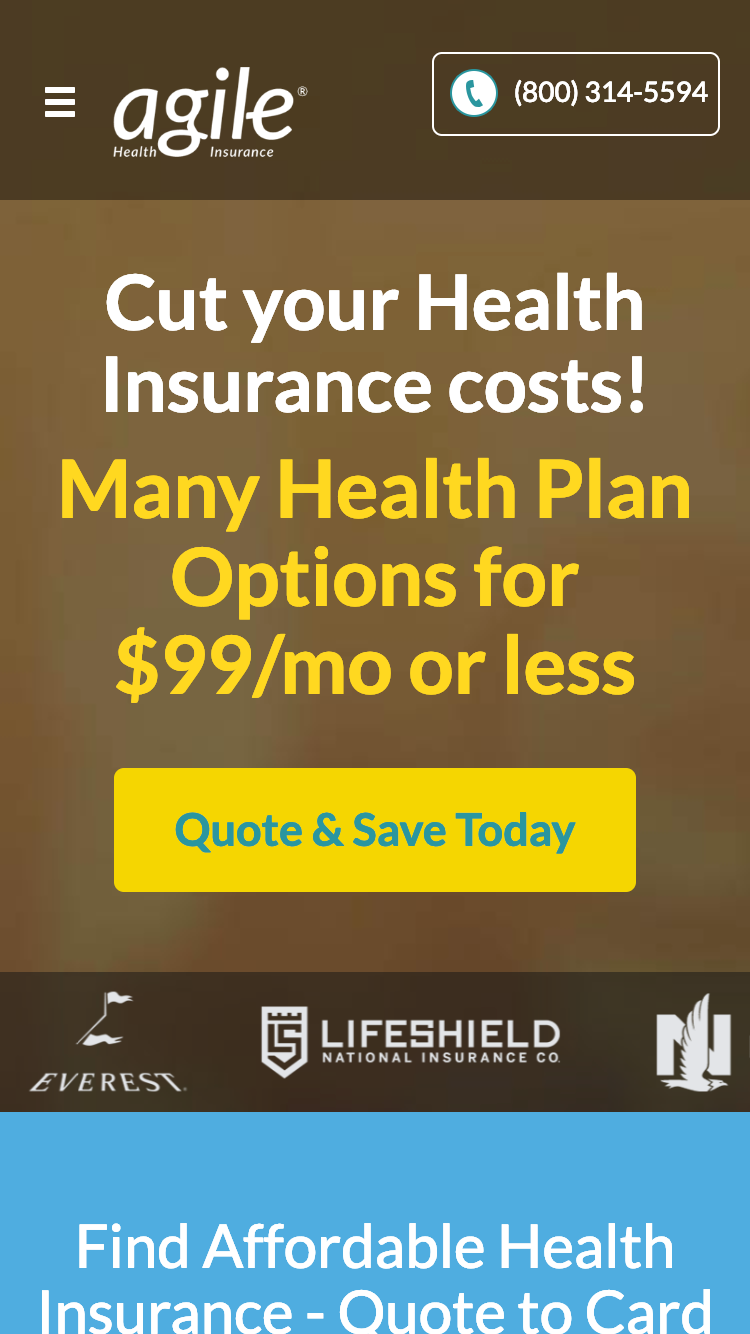 agile®
Health Insurance
(800) 314-5594
Cut your Health
Insurance costs!
Many Health Plan
Options for
$99/mo or less
Quote & Save Today
EVEREST
LIFESHIELD
NATIONAL INSURANCE CO.
N
Find Affordable Health
Insurance - Quote to Card